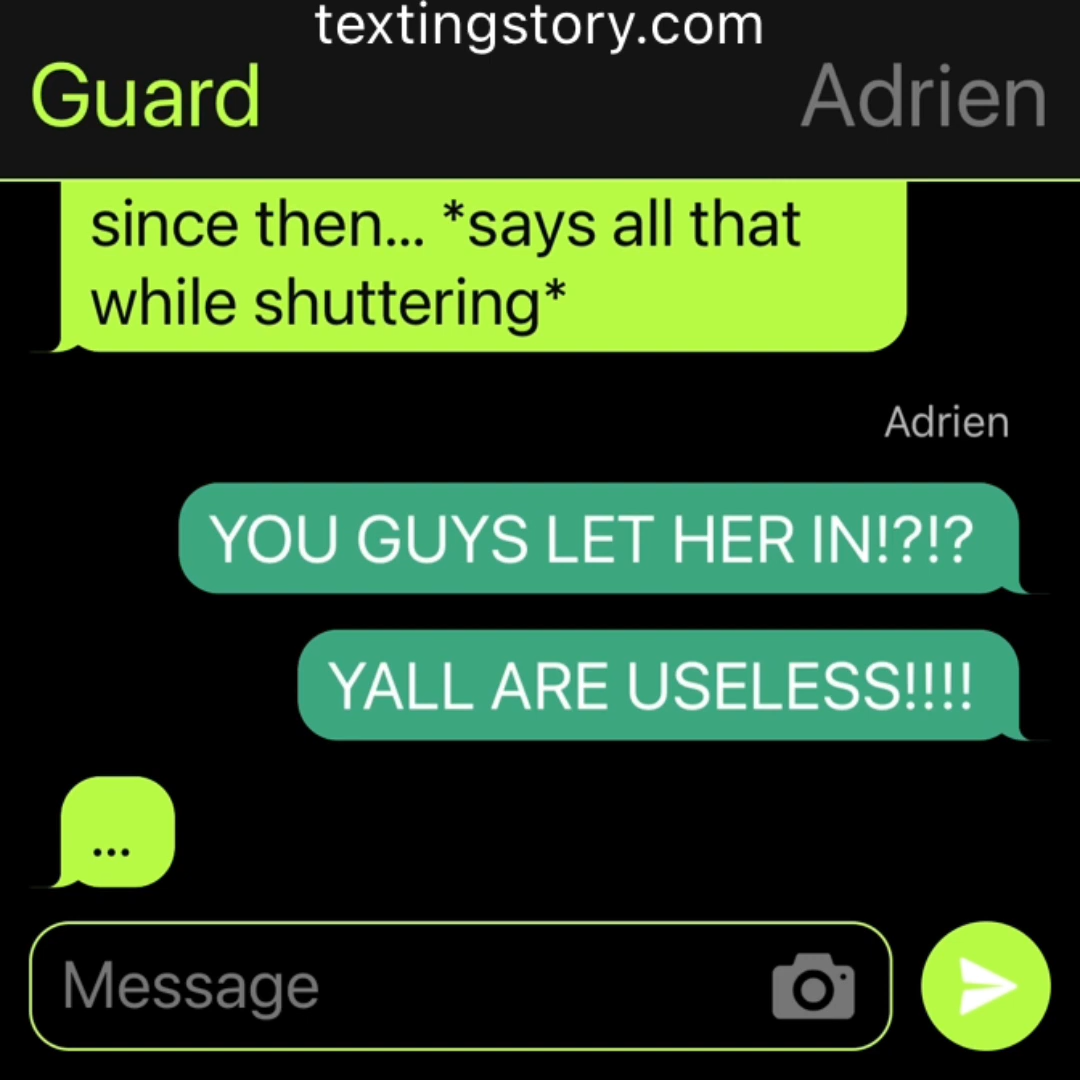 textingstory.com
Guard
Adrien
since then... *says all that
while shuttering*
Adrien
YOU GUYS LET HER IN!?!?
YALL ARE USELESS!!!!
...
Message